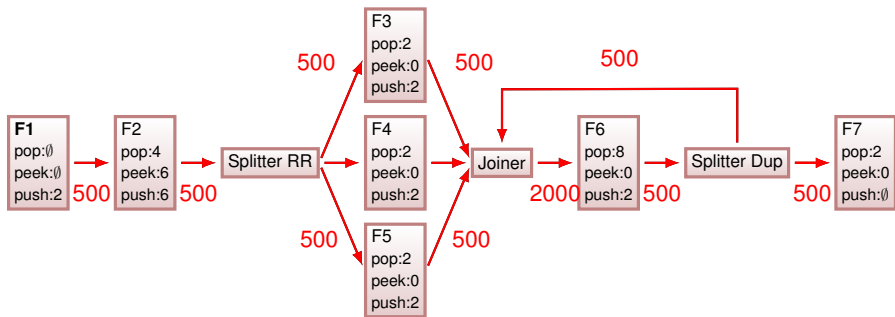 F1
pop:∅
peek:∅
push:2
500
F2
pop:4
peek:6
push:6
500
Splitter RR
500
F3
pop:2
peek:0
push:2
500
F4
pop:2
peek:0
push:2
500
F5
pop:2
peek:0
push:2
500
Joiner
2000
F6
pop:8
peek:0
push:2
500
500
Splitter Dup
500
F7
pop:2
peek:0
push:∅